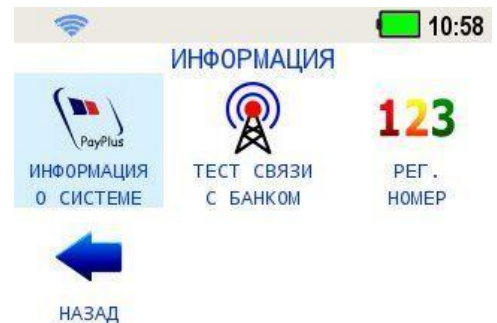 10:58
ИНФОРМАЦИЯ
PayPlus
123
ИНФОРМАЦИЯ
О СИСТЕМЕ
ТЕСТ СВЯЗИ
С БАНКОМ
РЕГ.
НОМЕР
НАЗАД